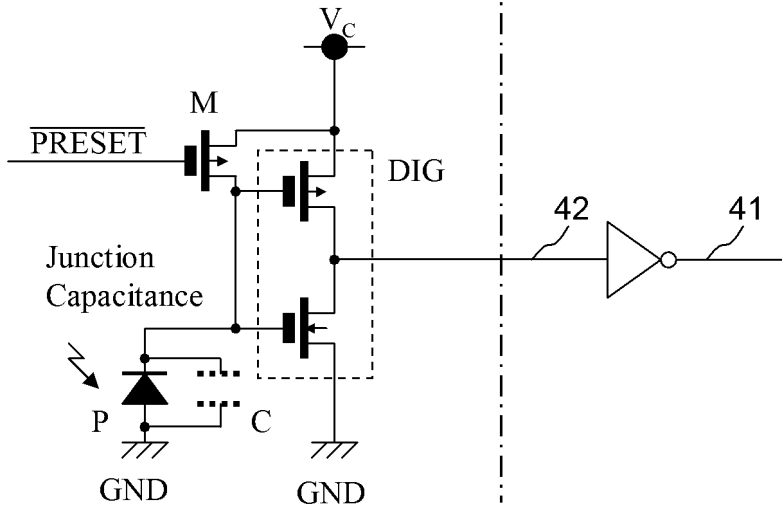 V_C
M
PRESET
DIG
42
41
Junction
Capacitance
P
C
GND
GND